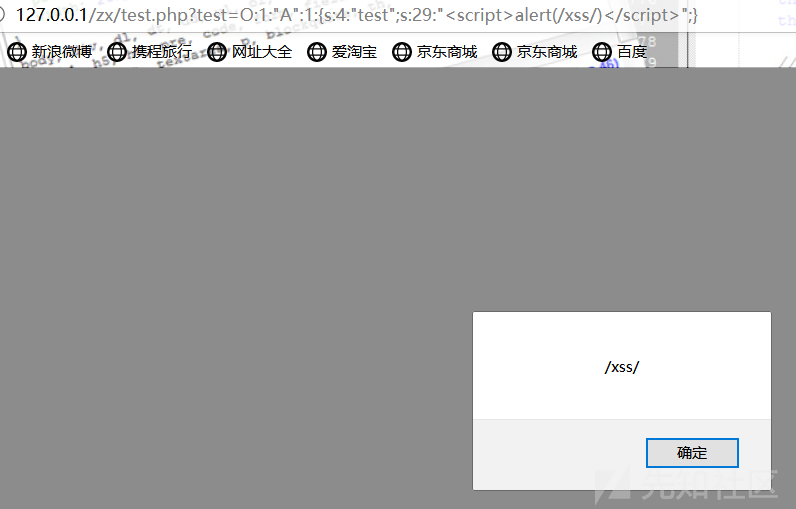 127.0.0.1/zx/test.php?test=O:1:"A":1:{s:4:"test";s:29:"<script>alert(/xss/)</script>";}
新浪微博 携程旅行 网址大全 爱淘宝 京东商城 京东商城 百度
/xss/
确定
先知社区